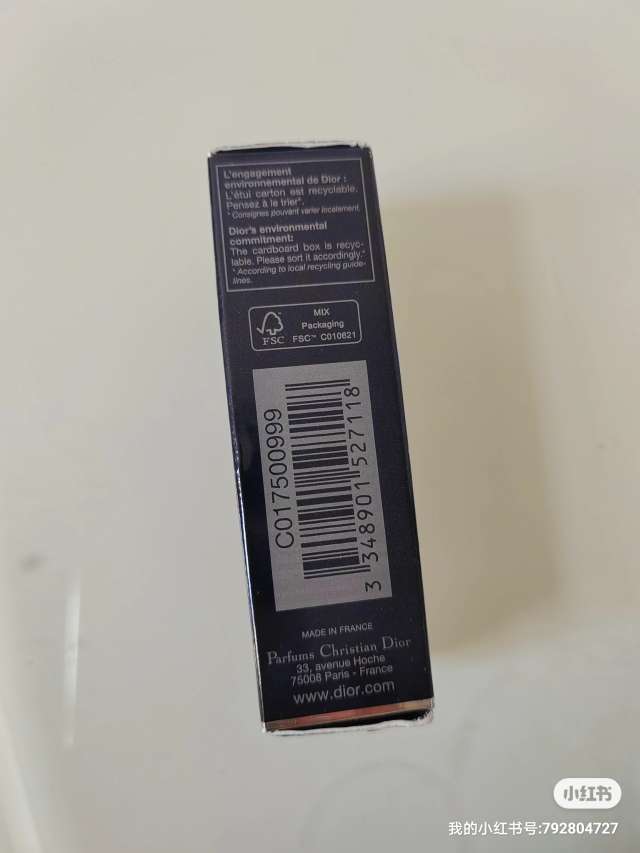 L'engagement
environnemental de Dior :
L'étui carton est recyclable.
Pensez à le trier*.
* Consignes pouvant varier localement.
Dior's environmental
commitment:
The cardboard box is recyc-
lable. Please sort it accordingly.*
* According to local recycling guide-
lines.
FSC
MIX
Packaging
FSC™ C010621
C017500999
3 348901 527118
MADE IN FRANCE
Parfums Christian Dior
33, avenue Hoche
75008 Paris - France
www.dior.com
小红书
我的小红书号:792804727